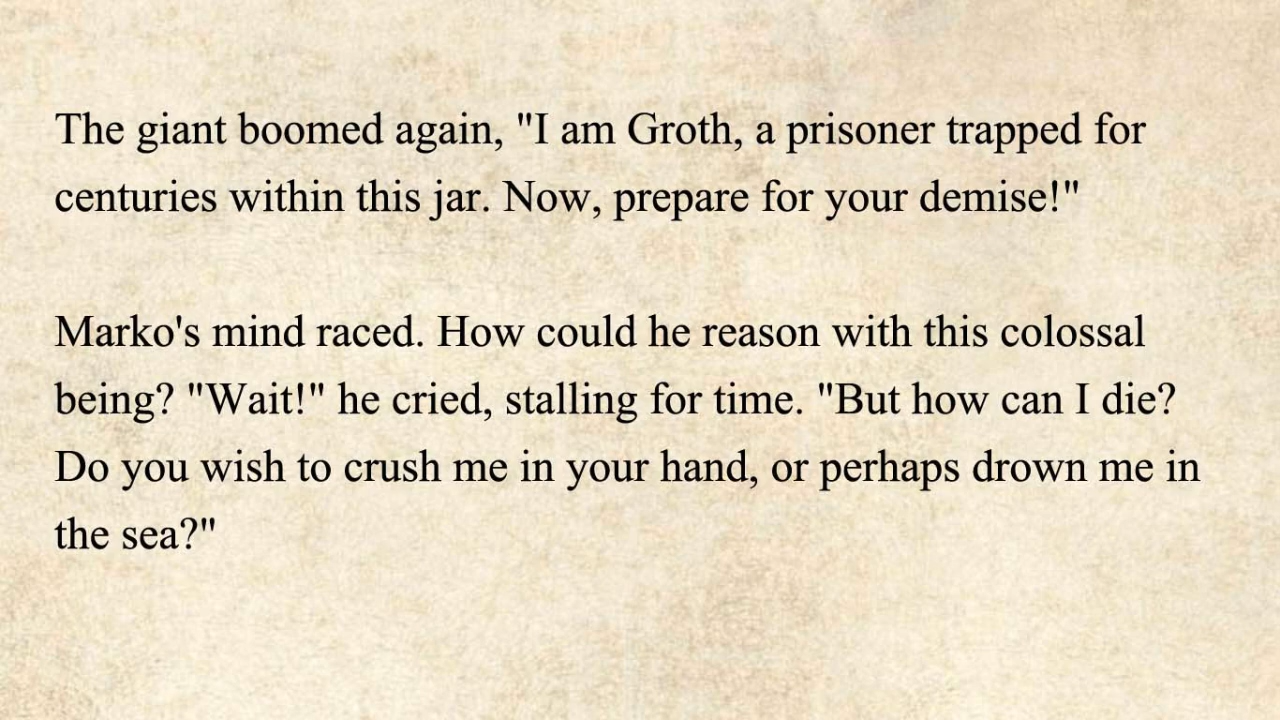 The giant boomed again, "I am Groth, a prisoner trapped for
centuries within this jar. Now, prepare for your demise!"
Marko's mind raced. How could he reason with this colossal
being? "Wait!" he cried, stalling for time. "But how can I die?
Do you wish to crush me in your hand, or perhaps drown me in
the sea?"